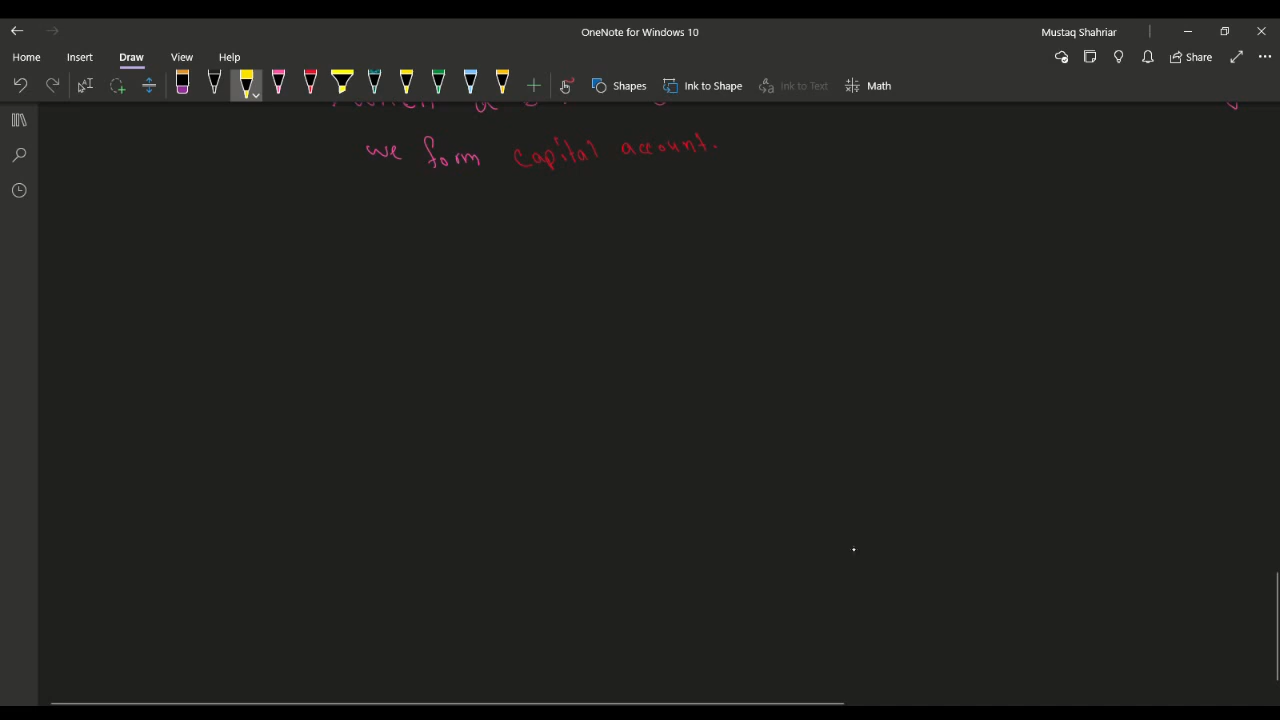 OneNote for Windows 10
Mustaq Shahriar
Home Insert Draw View Help
Share
Shapes Ink to Shape Ink to Text Math
we form capital account.